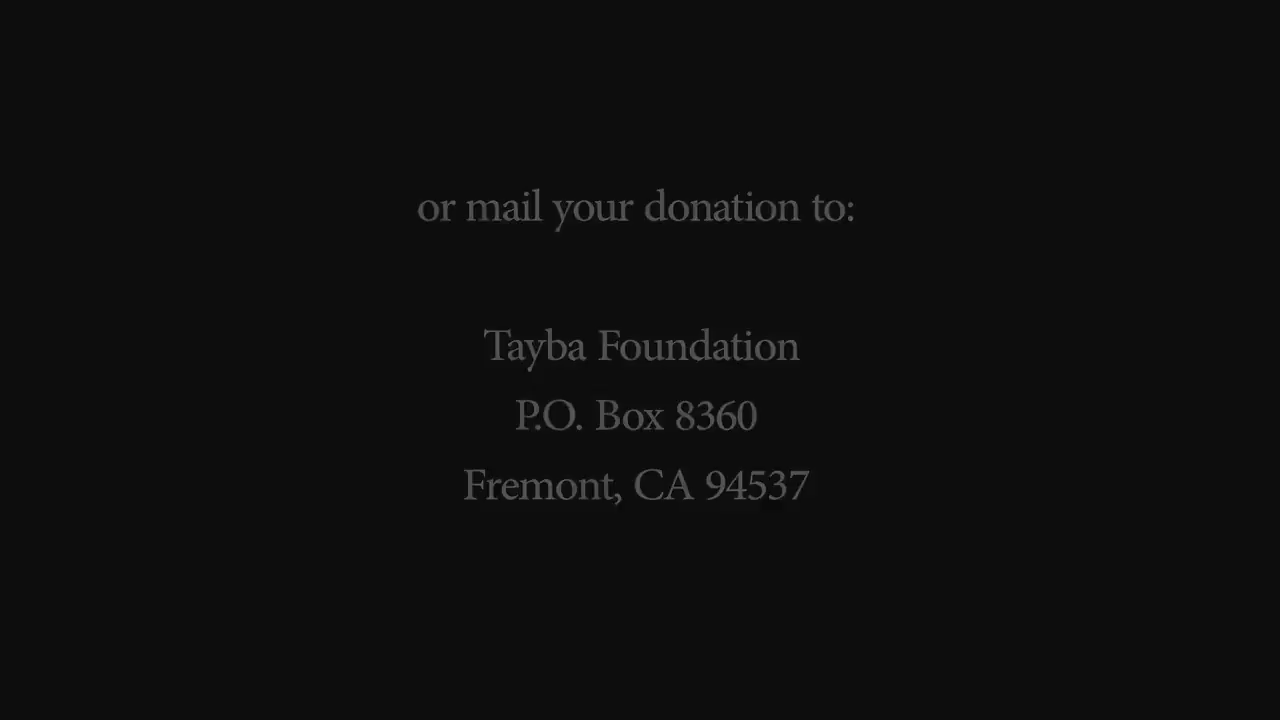 or mail your donation to:
Tayba Foundation
P.O. Box 8360
Fremont, CA 94537